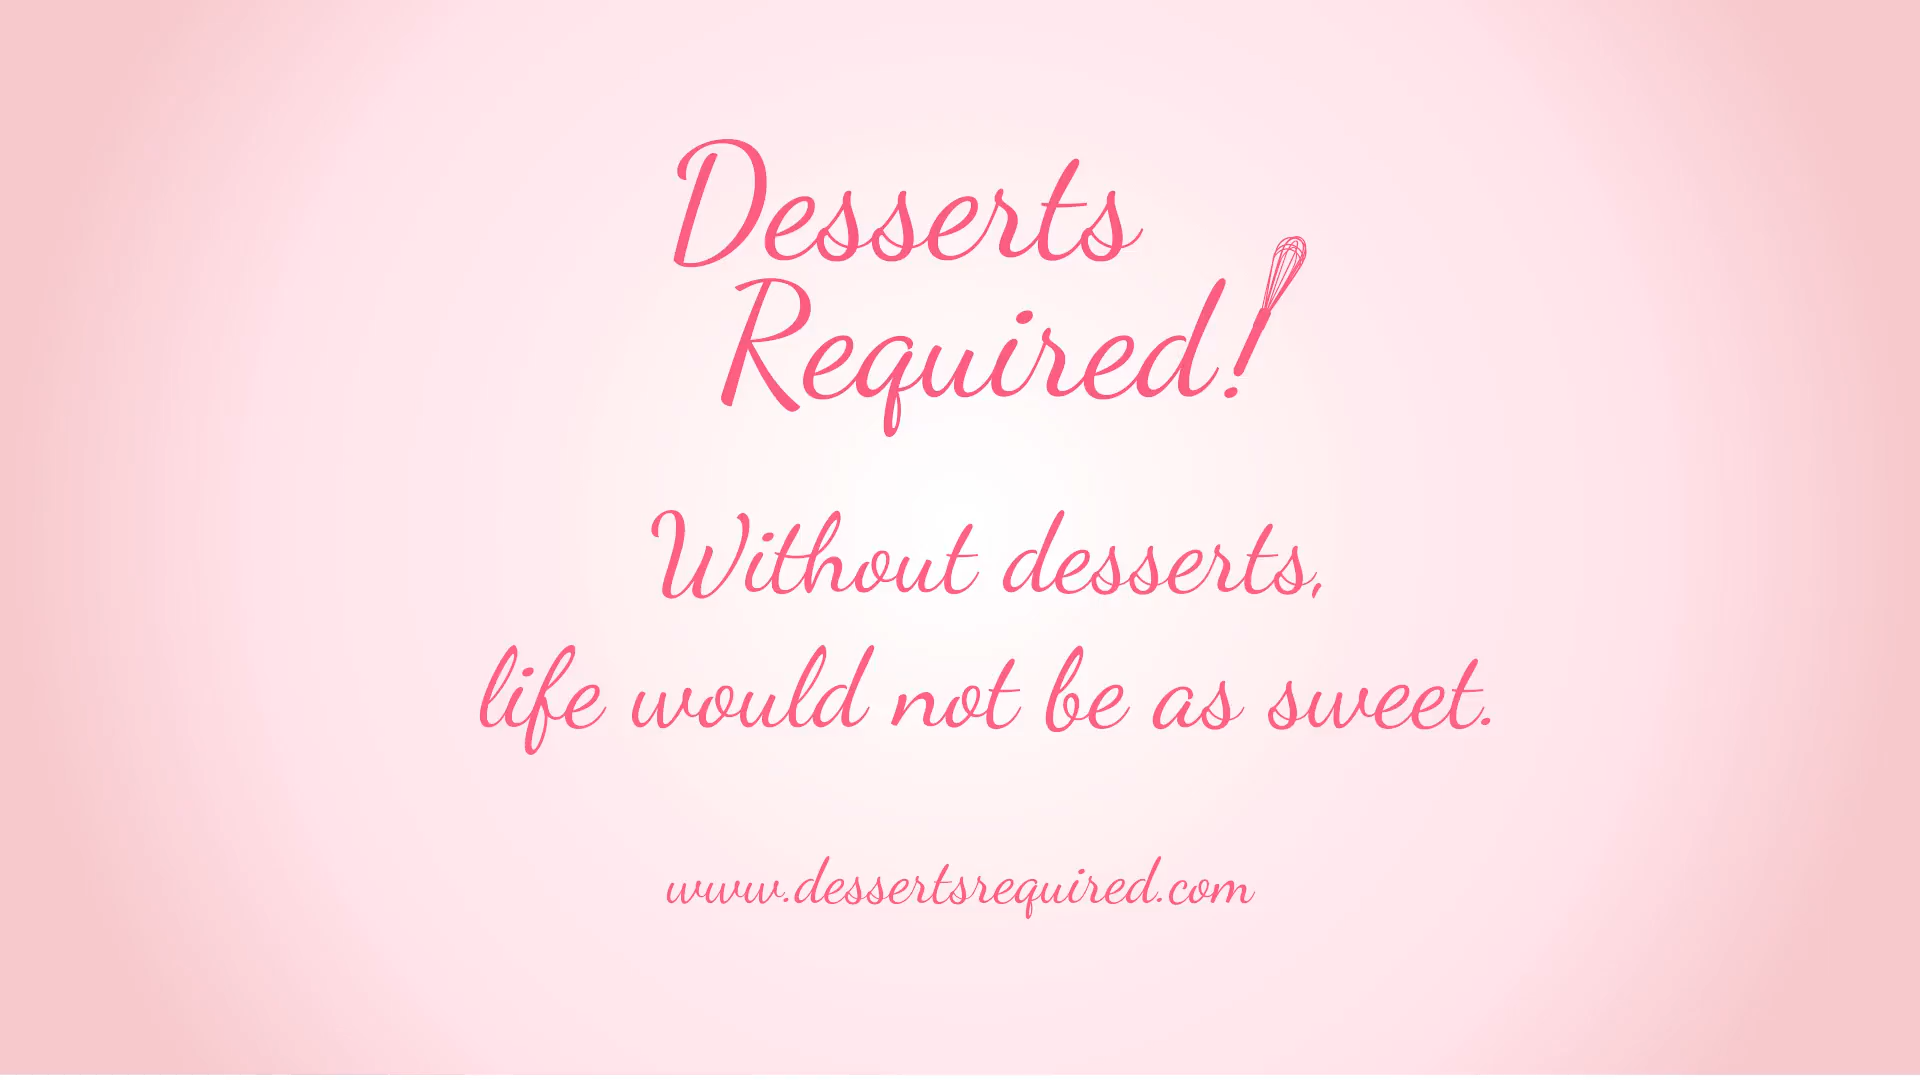 Desserts
Required!
Without desserts,
life would not be as sweet.
www.dessertsrequired.com